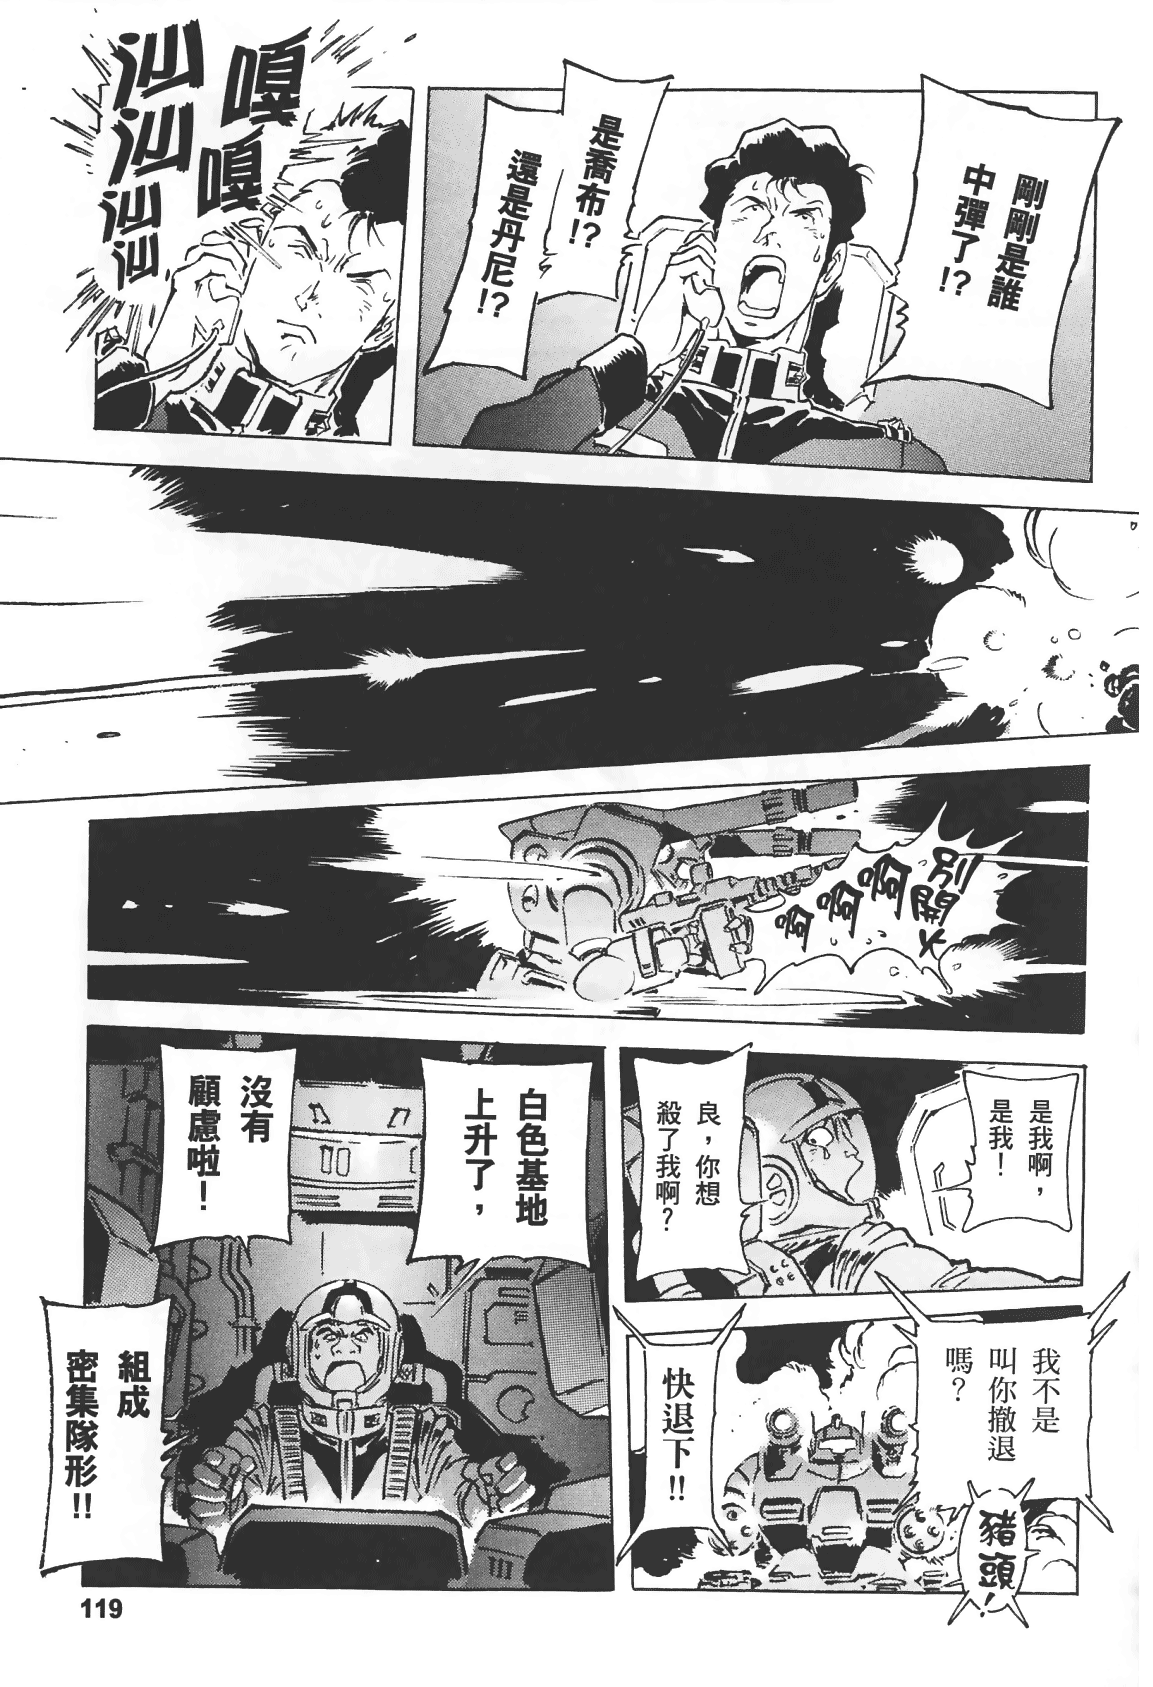 剛剛是誰
中彈了!?
是喬布!?
還是丹尼!?
嘎
嘎
沙
沙
沙
沙
別開火
啊
啊
啊
啊
是我啊，
是我！
良，你想
殺了我啊？
我不是
叫你撤退
嗎？
豬頭！
快退下!!
白色基地
上升了，
沒有
顧慮啦！
組成
密集隊形!!
119